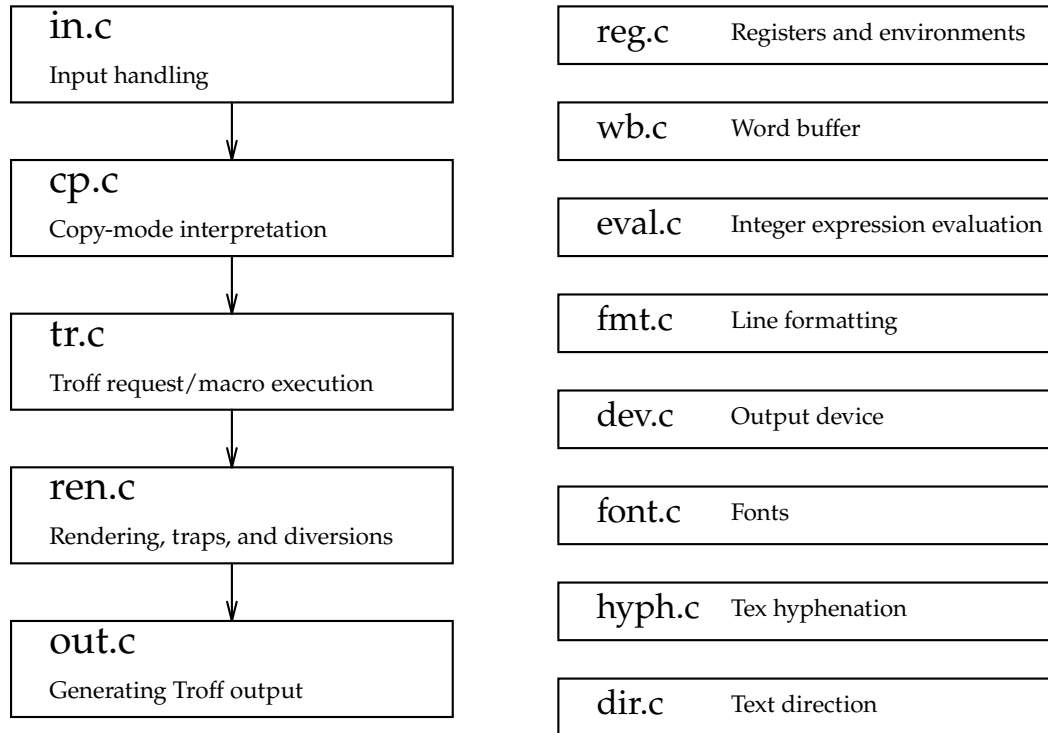 in.c
Input handling
cp.c
Copy-mode interpretation
tr.c
Troff request/macro execution
ren.c
Rendering, traps, and diversions
out.c
Generating Troff output
reg.c Registers and environments
wb.c Word buffer
eval.c Integer expression evaluation
fmt.c Line formatting
dev.c Output device
font.c Fonts
hyph.c Tex hyphenation
dir.c Text direction